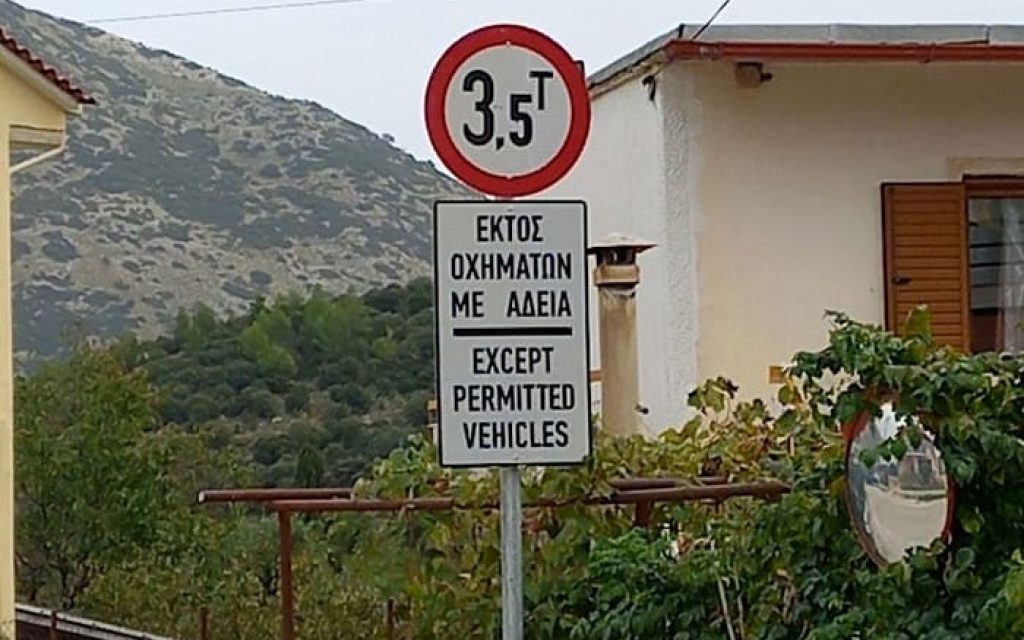 3,5T
ΕΚΤΟΣ
ΟΧΗΜΑΤΩΝ
ΜΕ ΑΔΕΙΑ
EXCEPT
PERMITTED
VEHICLES